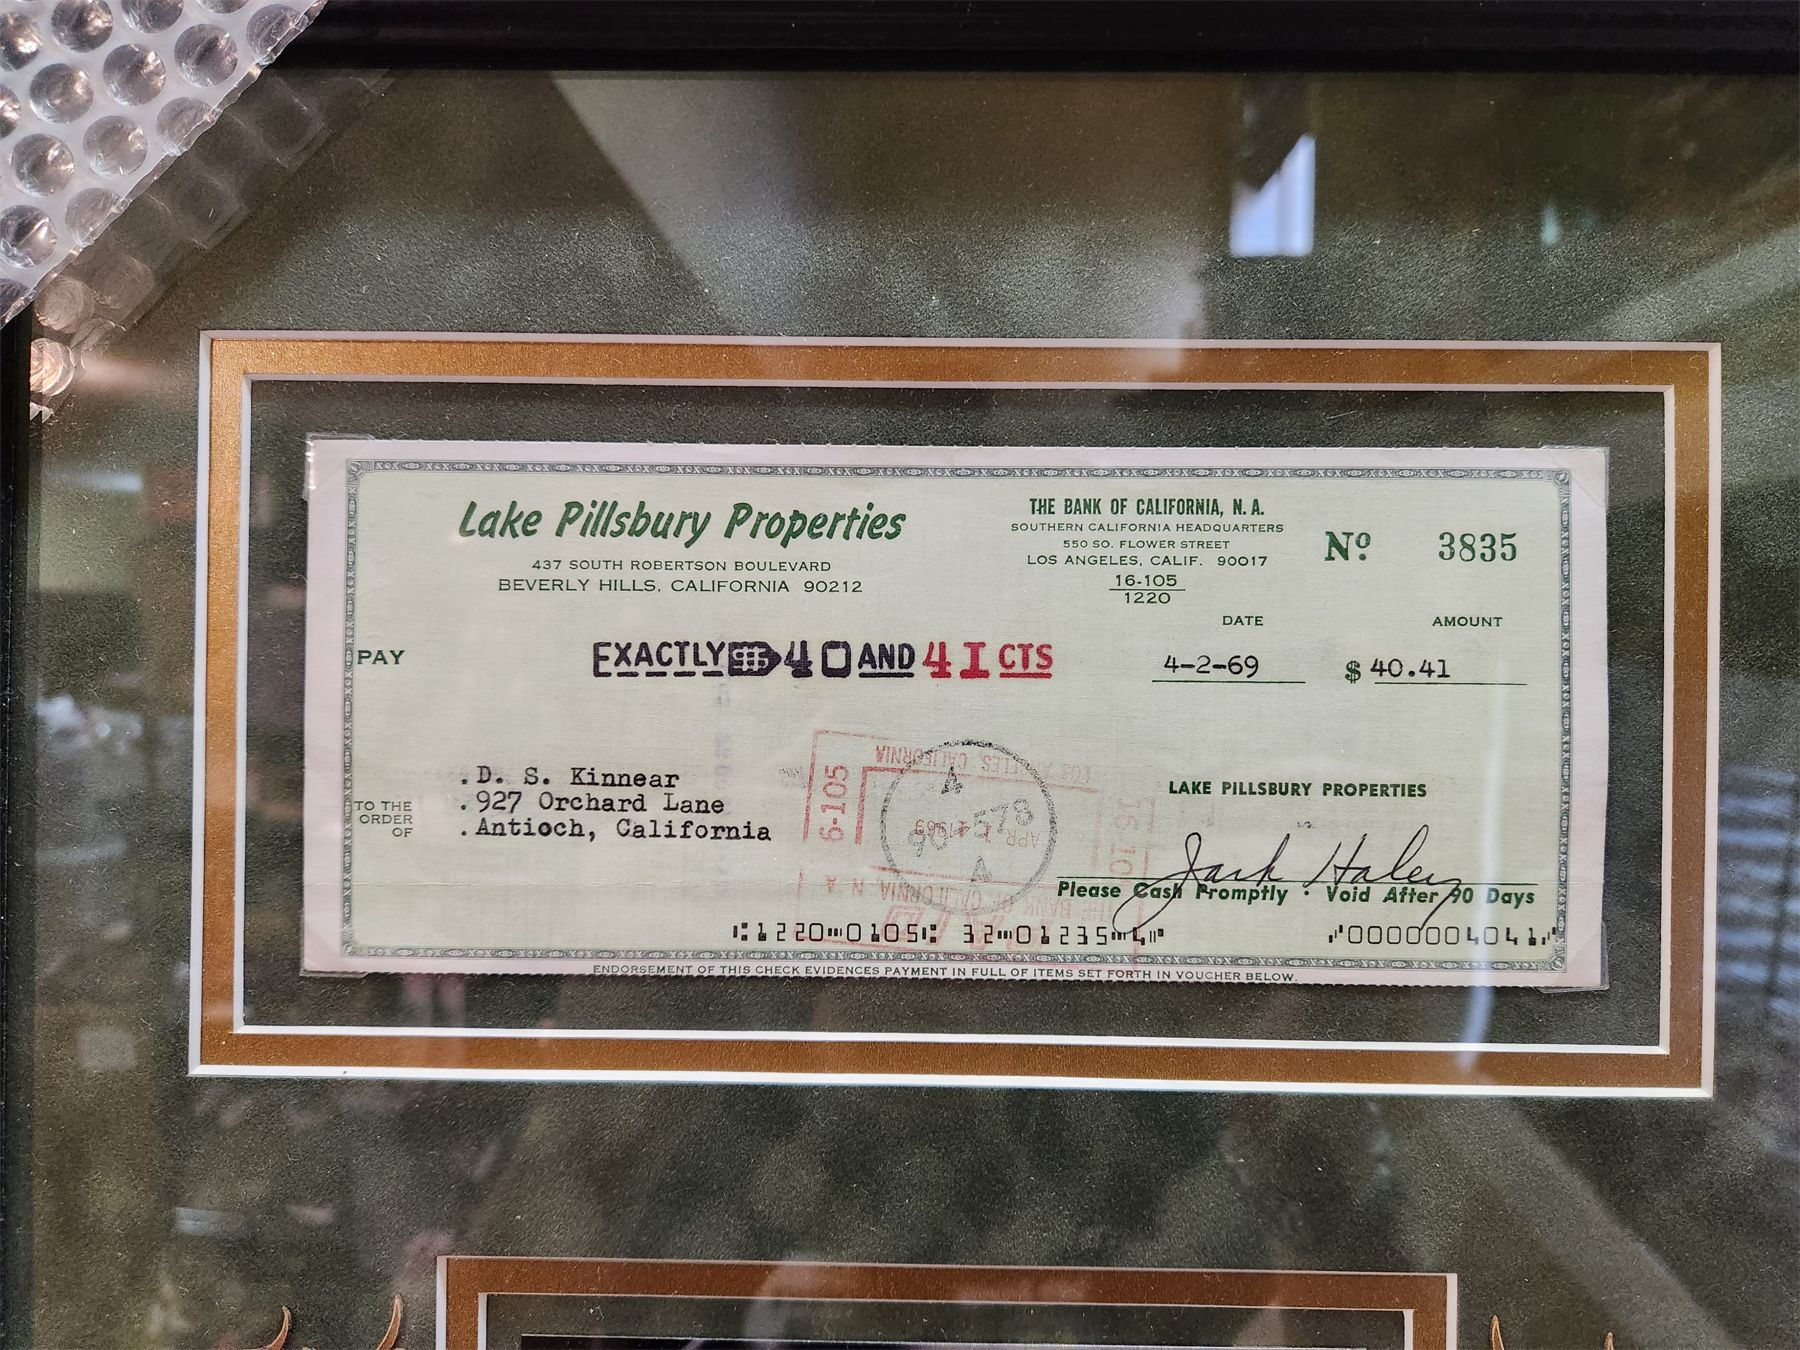 Lake Pillsbury Properties
437 SOUTH ROBERTSON BOULEVARD
BEVERLY HILLS, CALIFORNIA 90212
THE BANK OF CALIFORNIA, N. A.
SOUTHERN CALIFORNIA HEADQUARTERS
550 SO. FLOWER STREET
LOS ANGELES, CALIF. 90017
16-105
1220
Nº 3835
DATE AMOUNT
PAY EXACTLY 40 AND 41 CTS 4-2-69 $ 40.41
TO THE ORDER OF
.D. S. Kinnear
.927 Orchard Lane
.Antioch, California
6-105
LAKE PILLSBURY PROPERTIES
Jack Haley
Please Cash Promptly · Void After 90 Days
⑆1220⑉0105⑆ 32⑉01235⑉4⑈ ⑇0000004041⑇
ENDORSEMENT OF THIS CHECK EVIDENCES PAYMENT IN FULL OF ITEMS SET FORTH IN VOUCHER BELOW.